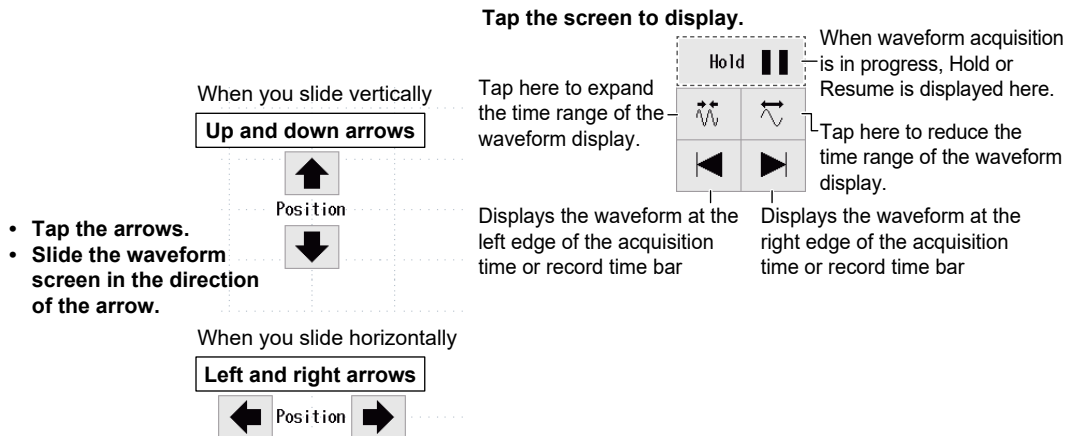 Tap the screen to display.
Hold
When waveform acquisition
is in progress, Hold or
Resume is displayed here.
Tap here to expand
the time range of the
waveform display.
Tap here to reduce the
time range of the waveform
display.
Displays the waveform at the
left edge of the acquisition
time or record time bar
Displays the waveform at the
right edge of the acquisition
time or record time bar
When you slide vertically
Up and down arrows
Position
• Tap the arrows.
• Slide the waveform
screen in the direction
of the arrow.
When you slide horizontally
Left and right arrows
Position